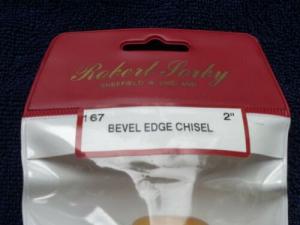 Robert Sorby
SHEFFIELD ENGLAND
167 2"
BEVEL EDGE CHISEL